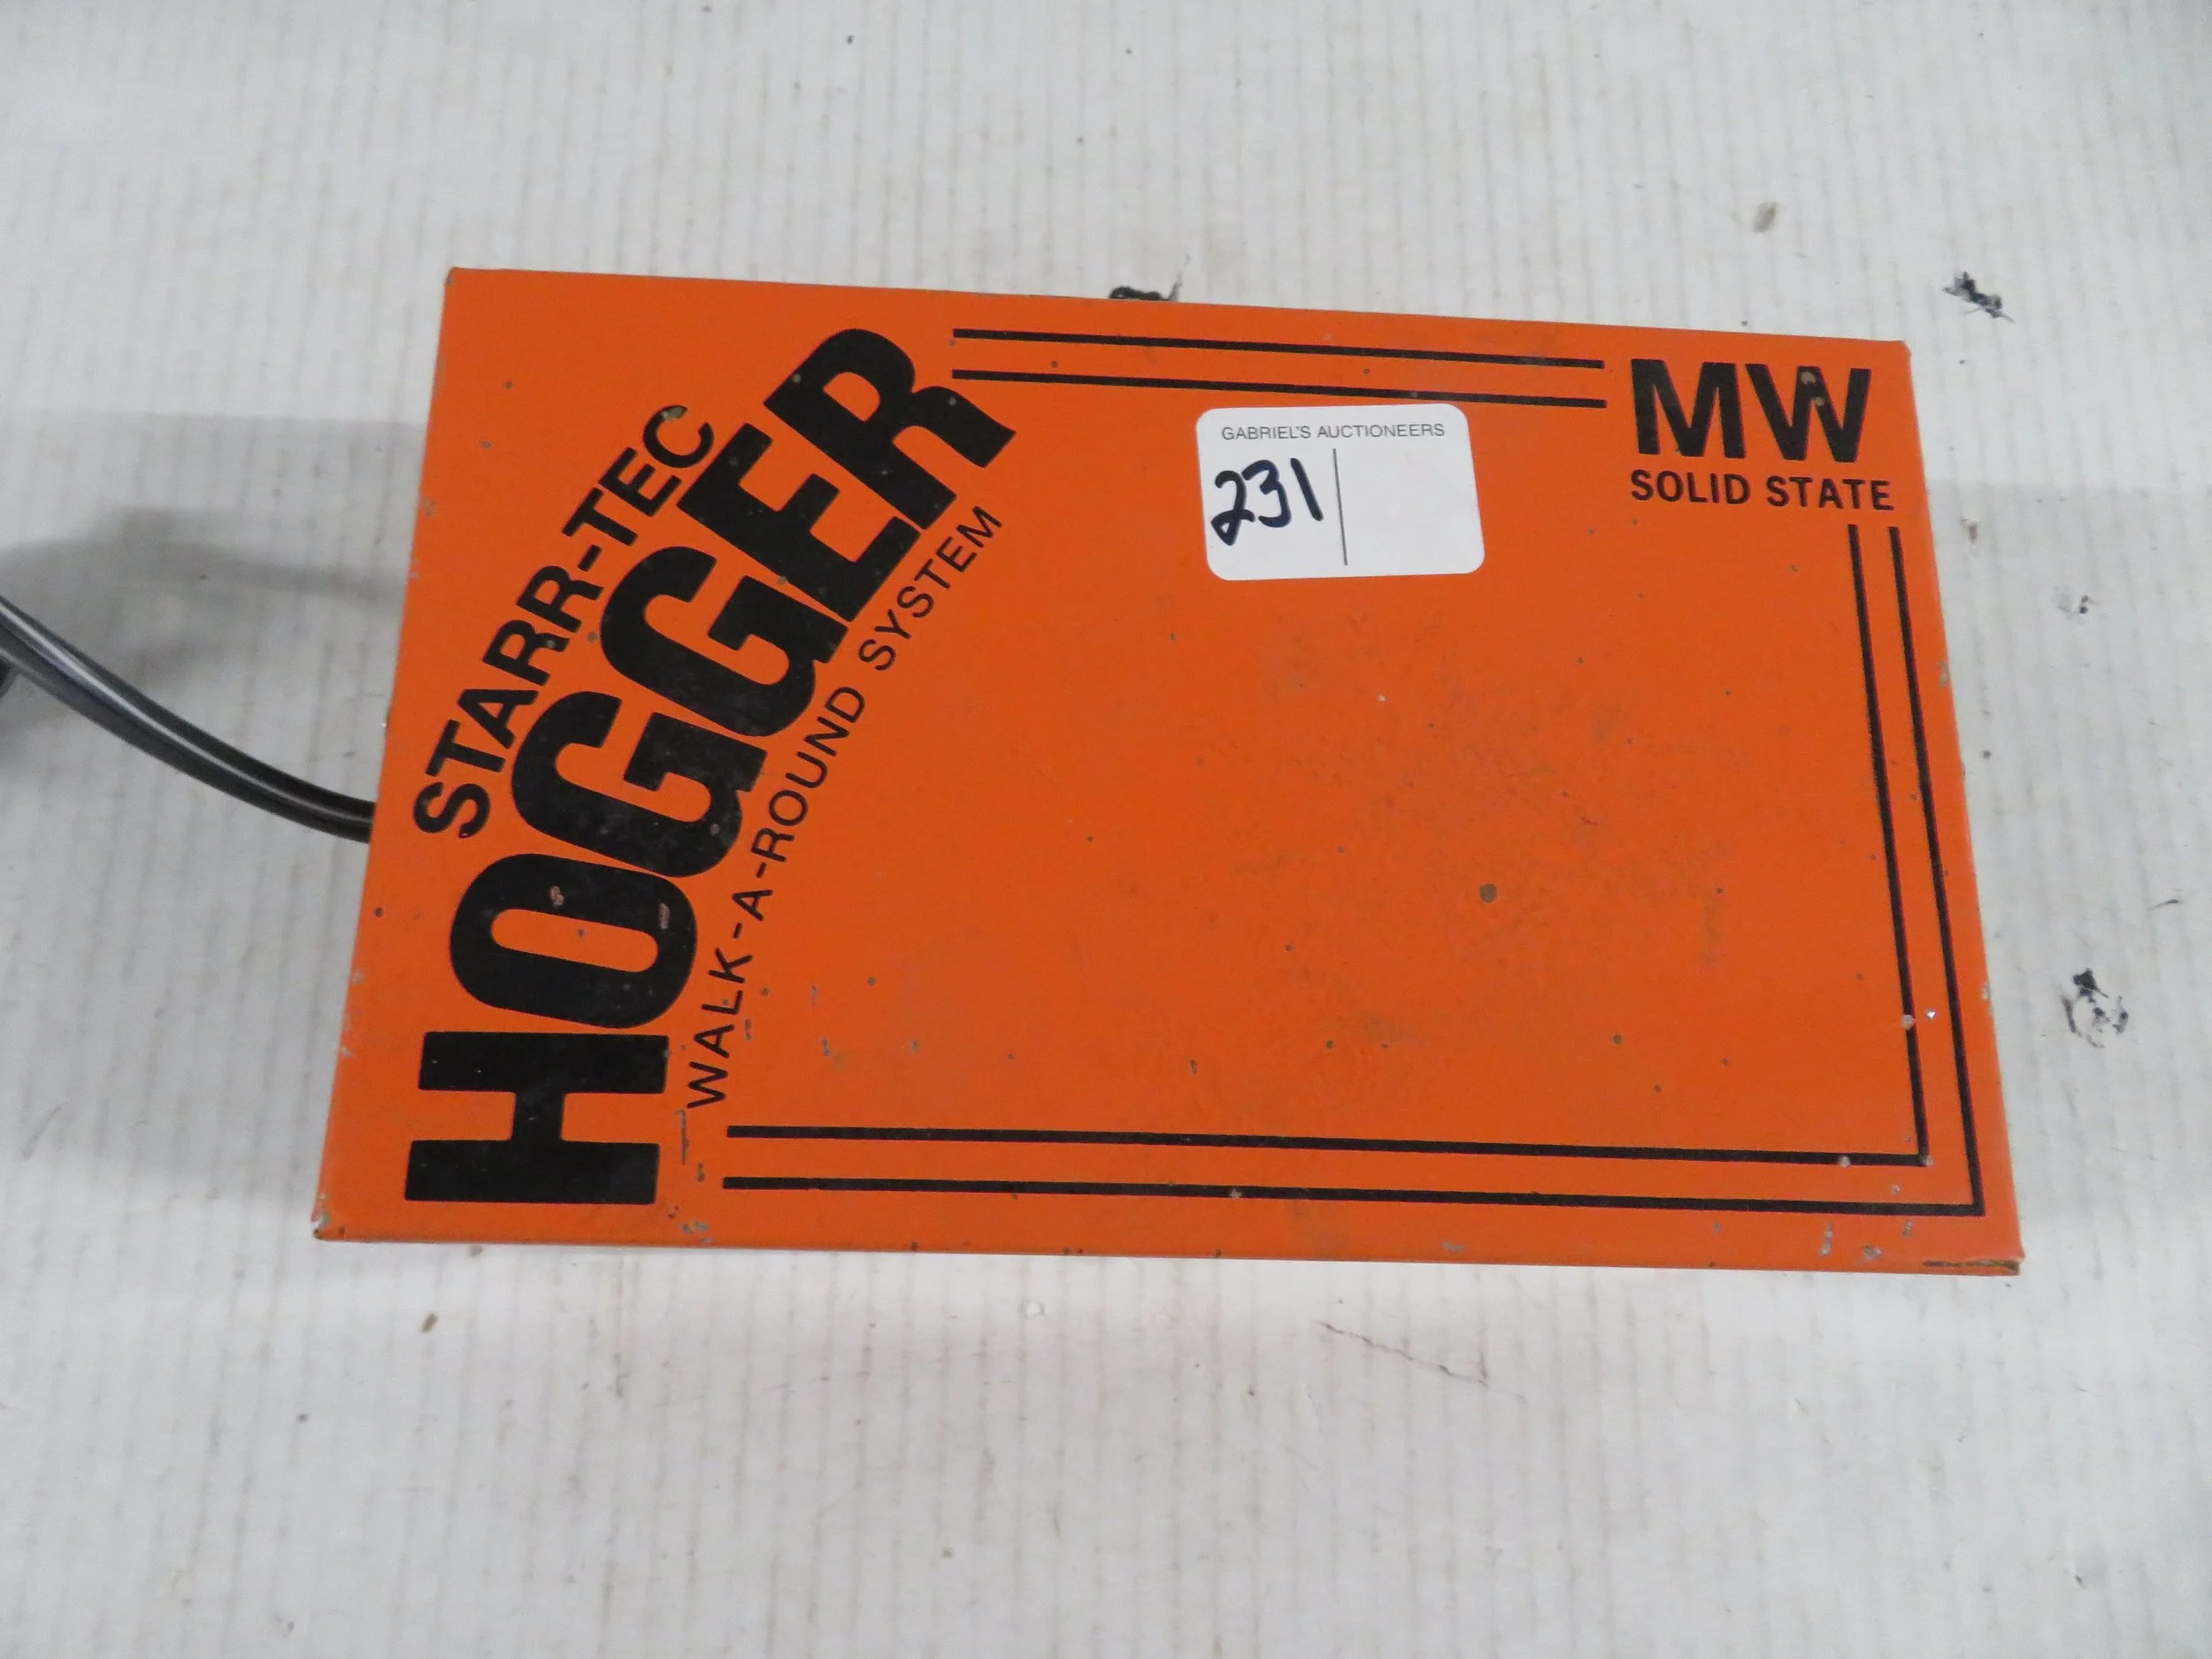 STARR-TEC
HOGGER
WALK-A-ROUND SYSTEM
GABRIEL'S AUCTIONEERS
231
MW
SOLID STATE